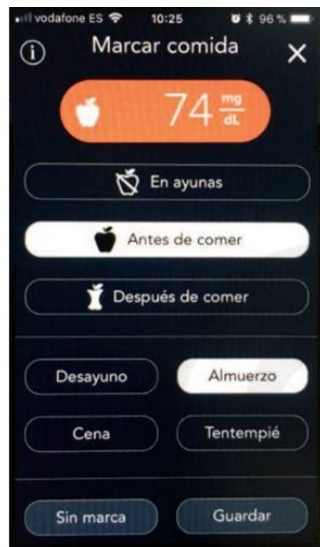 vodafone ES 10:25 96 %
Marcar comida
74 mg/dL
En ayunas
Antes de comer
Después de comer
Desayuno Almuerzo
Cena Tentempié
Sin marca Guardar